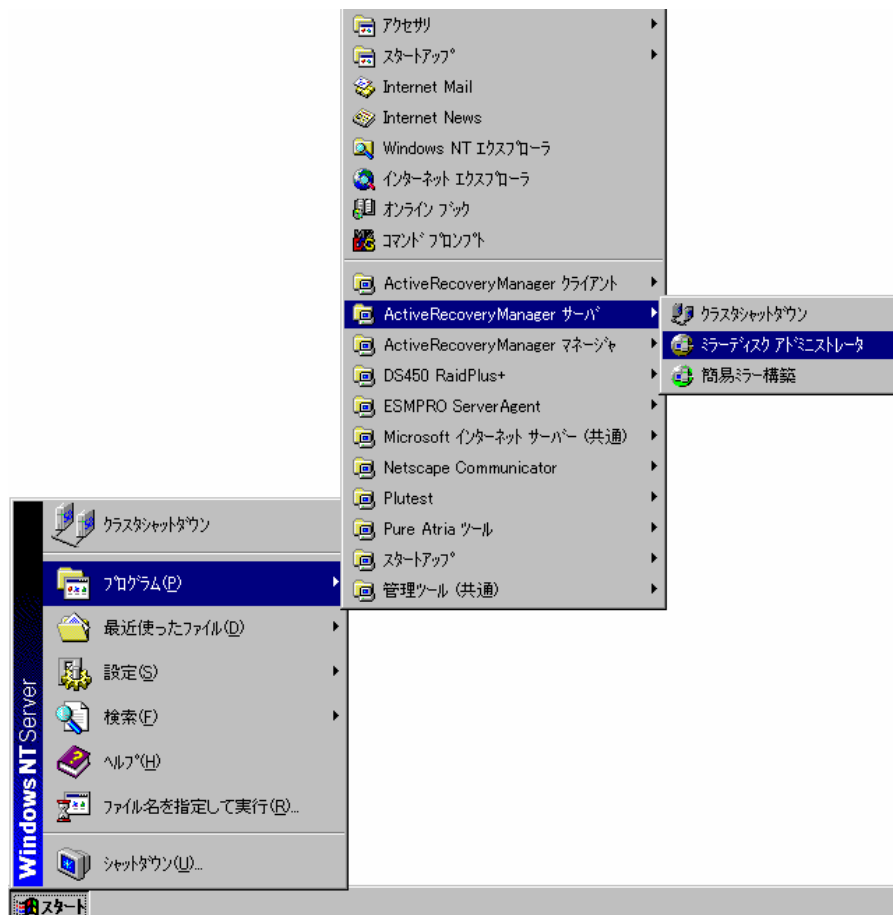 アクセサリ
スタートアップ
Internet Mail
Internet News
Windows NT エクスプローラ
インターネット エクスプローラ
オンライン ブック
コマンド プロンプト
ActiveRecoveryManager クライアント
ActiveRecoveryManager サーバ
ActiveRecoveryManager マネージャ
DS450 RaidPlus+
ESMPRO ServerAgent
Microsoft インターネット サーバー (共通)
Netscape Communicator
Plutest
Pure Atria ツール
スタートアップ
管理ツール (共通)
クラスタシャットダウン
ミラーディスク アドミニストレータ
簡易ミラー構築
クラスタシャットダウン
プログラム(P)
最近使ったファイル(D)
設定(S)
検索(F)
ヘルプ(H)
ファイル名を指定して実行(R)...
シャットダウン(U)...
Windows NT Server
スタート